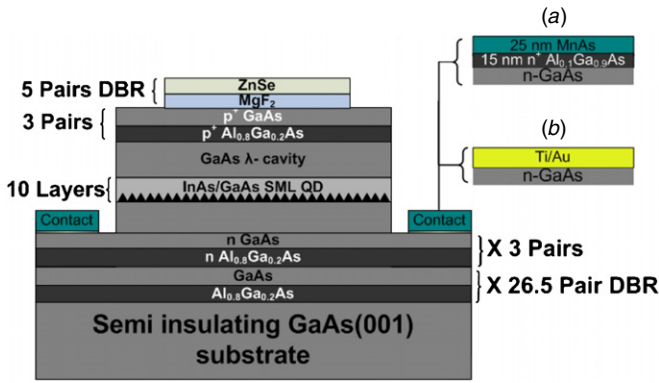 (a)
25 nm MnAs
15 nm n⁺ Al₀.₁Ga₀.₉As
n-GaAs
(b)
Ti/Au
n-GaAs
5 Pairs DBR
ZnSe
MgF₂
3 Pairs
p⁺ GaAs
p⁺ Al₀.₈Ga₀.₂As
GaAs λ- cavity
10 Layers
InAs/GaAs SML QD
Contact
Contact
n GaAs
n Al₀.₈Ga₀.₂As
X 3 Pairs
GaAs
Al₀.₈Ga₀.₂As
X 26.5 Pair DBR
Semi insulating GaAs(001)
substrate